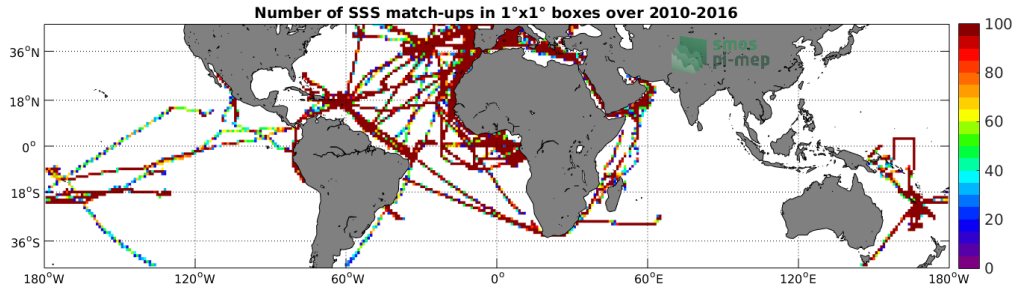 Number of SSS match-ups in 1°x1° boxes over 2010-2016
smos
pi-mep
36°N
18°N
0°
18°S
36°S
180°W 120°W 60°W 0° 60°E 120°E 180°W
100
80
60
40
20
0